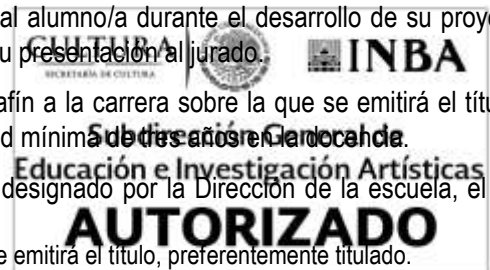 al alumno/a durante el desarrollo de su proye
CULTURA
SECRETARÍA DE CULTURA
INBA
u presentación al jurado.
afín a la carrera sobre la que se emitirá el títu
d mínima de tres años en la docencia.
Subdirección General de
Educación e Investigación Artísticas
designado por la Dirección de la escuela, el
AUTORIZADO
e emitirá el título, preferentemente titulado.